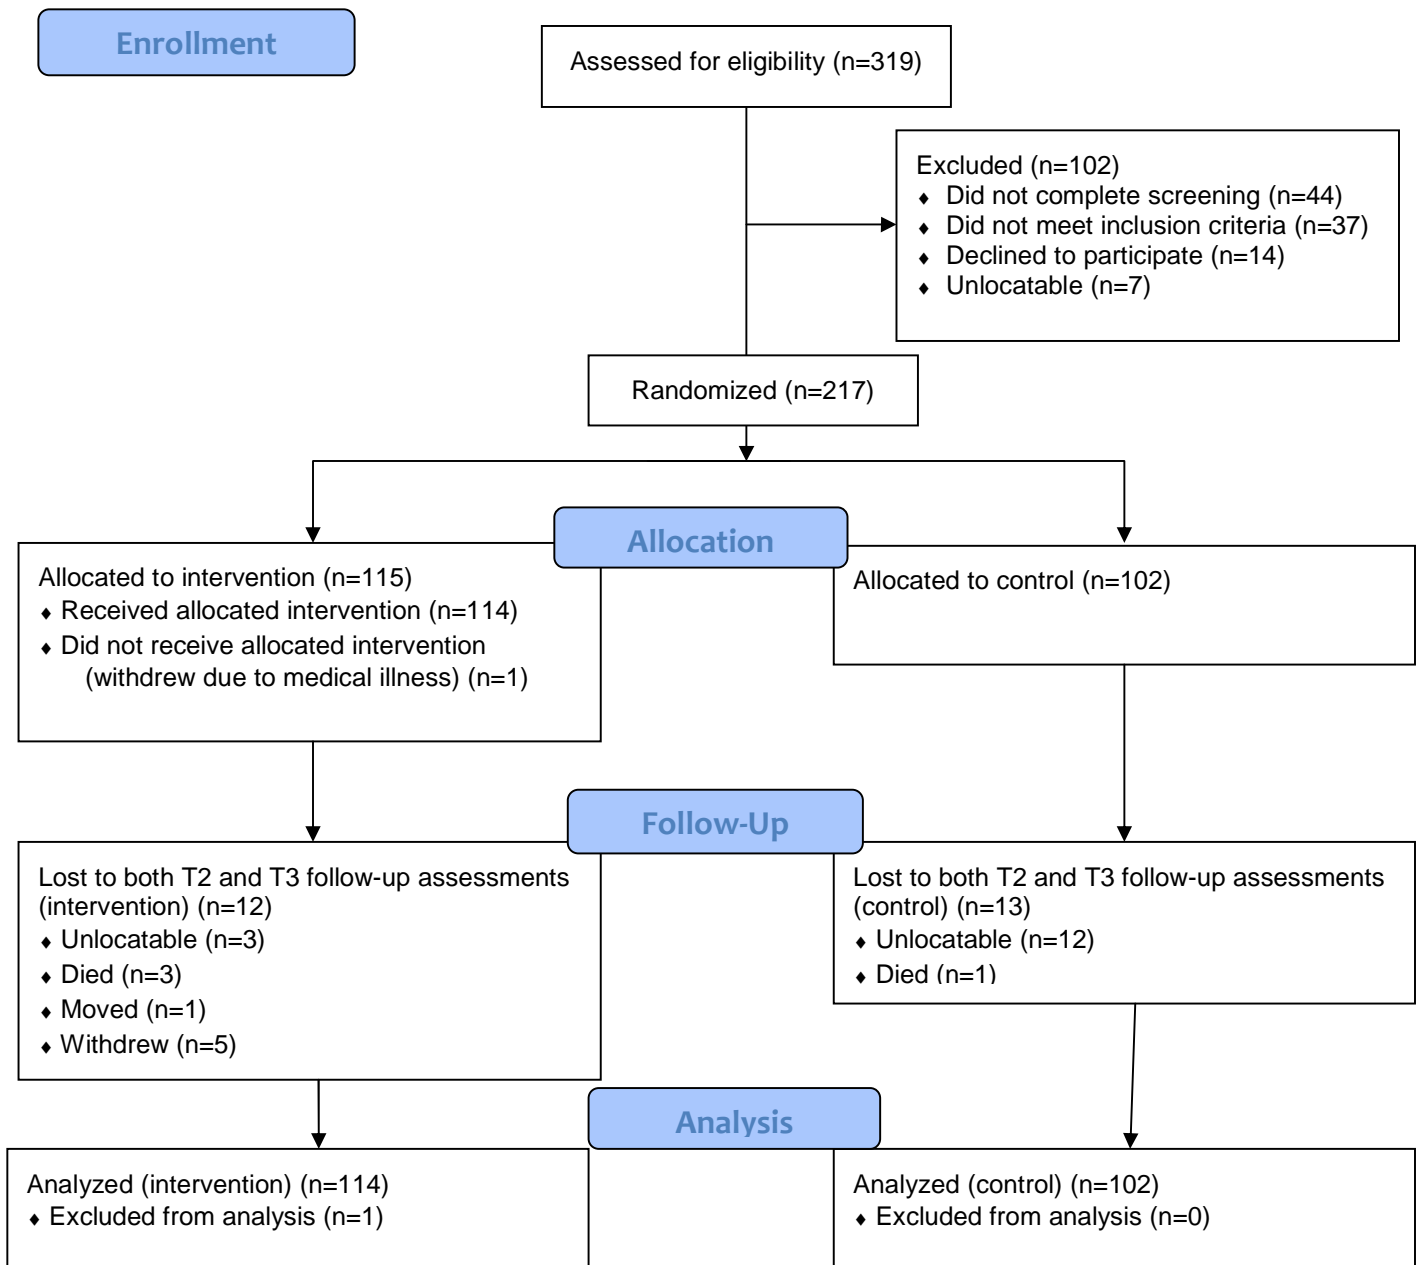 Enrollment
Assessed for eligibility (n=319)
Excluded (n=102)
♦ Did not complete screening (n=44)
♦ Did not meet inclusion criteria (n=37)
♦ Declined to participate (n=14)
♦ Unlocatable (n=7)
Randomized (n=217)
Allocation
Allocated to intervention (n=115)
♦ Received allocated intervention (n=114)
♦ Did not receive allocated intervention
(withdrew due to medical illness) (n=1)
Allocated to control (n=102)
Follow-Up
Lost to both T2 and T3 follow-up assessments
(intervention) (n=12)
♦ Unlocatable (n=3)
♦ Died (n=3)
♦ Moved (n=1)
♦ Withdrew (n=5)
Lost to both T2 and T3 follow-up assessments
(control) (n=13)
♦ Unlocatable (n=12)
♦ Died (n=1)
Analysis
Analyzed (intervention) (n=114)
♦ Excluded from analysis (n=1)
Analyzed (control) (n=102)
♦ Excluded from analysis (n=0)